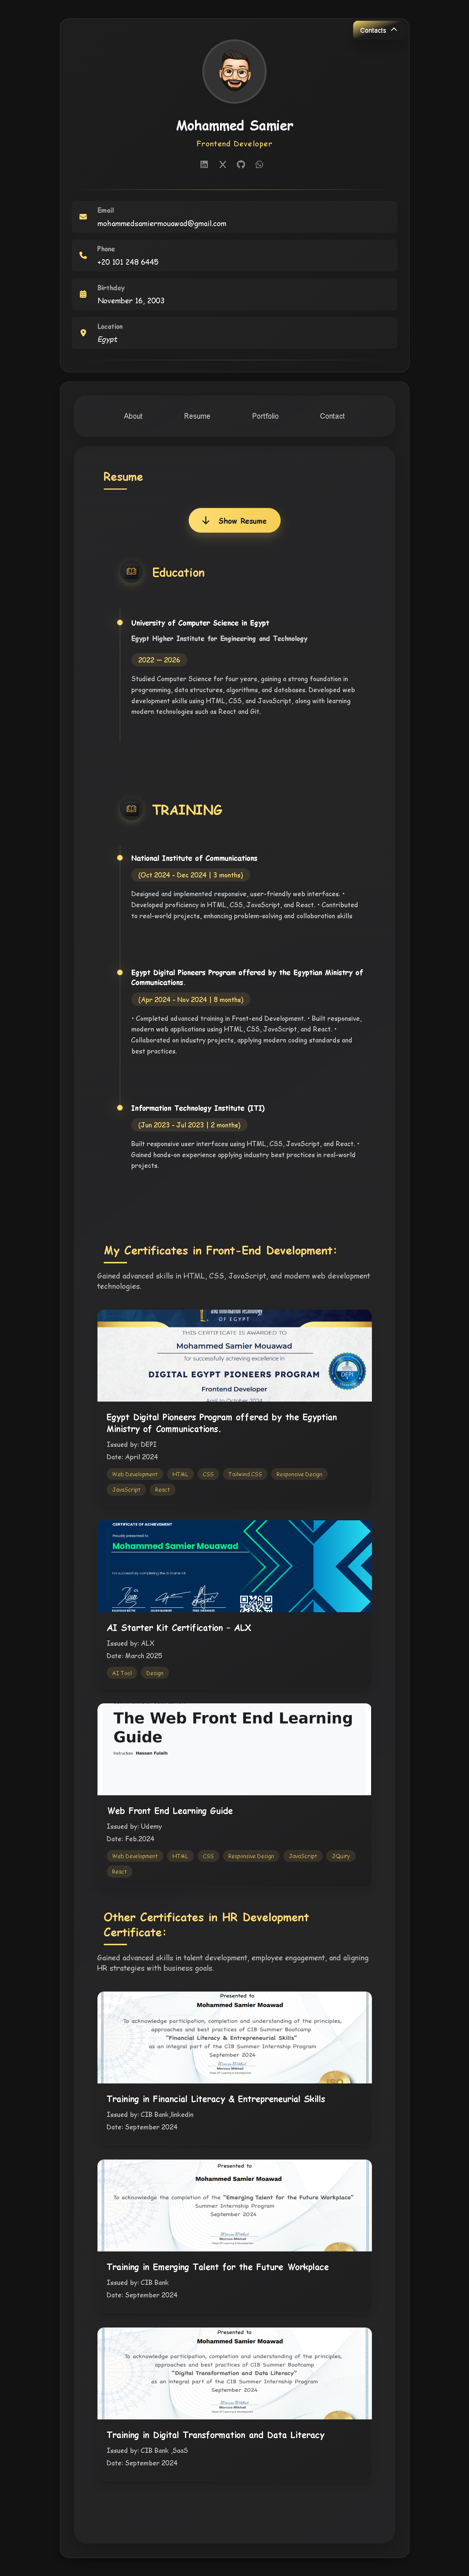 Contacts
Mohammed Samier
Frontend Developer
Email
mohammedsamiermouawad@gmail.com
Phone
+20 101 248 6445
Birthday
November 16, 2003
Location
Egypt
About Resume Portfolio Contact
Resume
Show Resume
Education
University of Computer Science in Egypt
Egypt Higher Institute for Engineering and Technology
2022 — 2026
Studied Computer Science for four years, gaining a strong foundation in
programming, data structures, algorithms, and databases. Developed web
development skills using HTML, CSS, and JavaScript, along with learning
modern technologies such as React and Git.
TRAINING
National Institute of Communications
(Oct 2024 - Dec 2024 | 3 months)
Designed and implemented responsive, user-friendly web interfaces. •
Developed proficiency in HTML, CSS, JavaScript, and React. • Contributed
to real-world projects, enhancing problem-solving and collaboration skills
Egypt Digital Pioneers Program offered by the Egyptian Ministry of
Communications.
(Apr 2024 - Nov 2024 | 8 months)
• Completed advanced training in Front-end Development. • Built responsive,
modern web applications using HTML, CSS, JavaScript, and React. •
Collaborated on industry projects, applying modern coding standards and
best practices.
Information Technology Institute (ITI)
(Jun 2023 - Jul 2023 | 2 months)
Built responsive user interfaces using HTML, CSS, JavaScript, and React. •
Gained hands-on experience applying industry best practices in real-world
projects.
My Certificates in Front-End Development:
Gained advanced skills in HTML, CSS, JavaScript, and modern web development
technologies.
and Information Technology
OF EGYPT
THIS CERTIFICATE IS AWARDED TO
Mohammed Samier Mouawad
for successfully achieving excellence in
DIGITAL EGYPT PIONEERS PROGRAM
DEPI
Frontend Developer
April to October 2024
Egypt Digital Pioneers Program offered by the Egyptian
Ministry of Communications.
Issued by: DEPI
Date: April 2024
Web Development HTML CSS Tailwind CSS Responsive Design
JavaScript React
CERTIFICATE OF ACHIEVEMENT
Proudly presented to
Mohammed Samier Mouawad
For successfully completing the
AI Starter Kit Certification - ALX
Issued by: ALX
Date: March 2025
AI Tool Design
The Web Front End Learning
Guide
Instructors Hassan Fulaih
Web Front End Learning Guide
Issued by: Udemy
Date: Feb.2024
Web Development HTML CSS Responsive Design JavaScript JQuiry
React
Other Certificates in HR Development
Certificate:
Gained advanced skills in talent development, employee engagement, and aligning
HR strategies with business goals.
Presented to
Mohammed Samier Moawad
To acknowledge participation, completion and understanding of the principles,
approaches and best practices of CIB Summer Bootcamp
"Financial Literacy & Entrepreneurial Skills"
as an integral part of the CIB Summer Internship Program
September 2024
Training in Financial Literacy & Entrepreneurial Skills
Issued by: CIB Bank,linkedin
Date: September 2024
Presented to
Mohammed Samier Moawad
To acknowledge the completion of the "Emerging Talent for the Future Workplace"
Summer Internship Program
September 2024
Training in Emerging Talent for the Future Workplace
Issued by: CIB Bank
Date: September 2024
Presented to
Mohammed Samier Moawad
To acknowledge participation, completion and understanding of the principles,
approaches and best practices of CIB Summer Bootcamp
"Digital Transformation and Data Literacy"
as an integral part of the CIB Summer Internship Program
September 2024
Training in Digital Transformation and Data Literacy
Issued by: CIB Bank ,SaaS
Date: September 2024